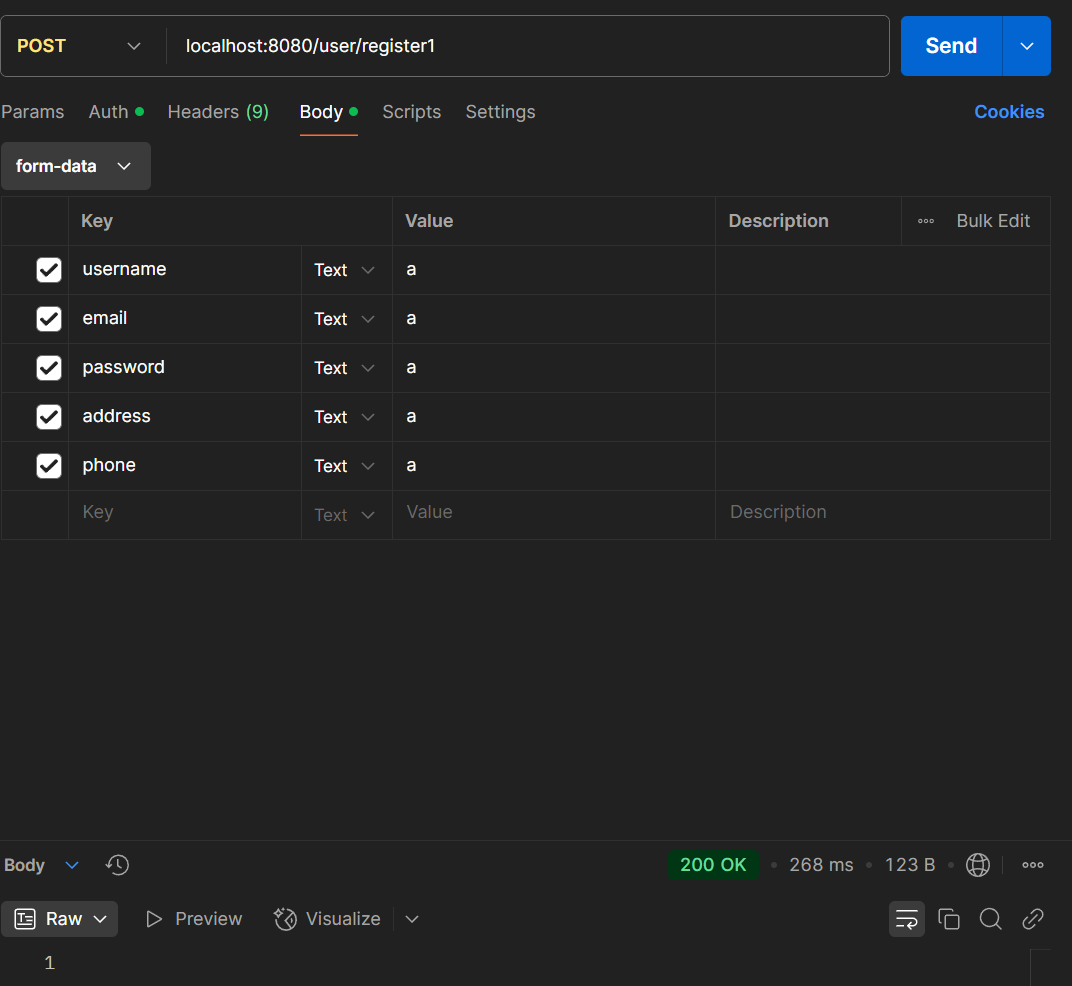 POST localhost:8080/user/register1 Send
Params Auth Headers (9) Body Scripts Settings Cookies
form-data
Key Value Description Bulk Edit
username Text a
email Text a
password Text a
address Text a
phone Text a
Key Text Value Description
Body 200 OK 268 ms 123 B
Raw Preview Visualize
1